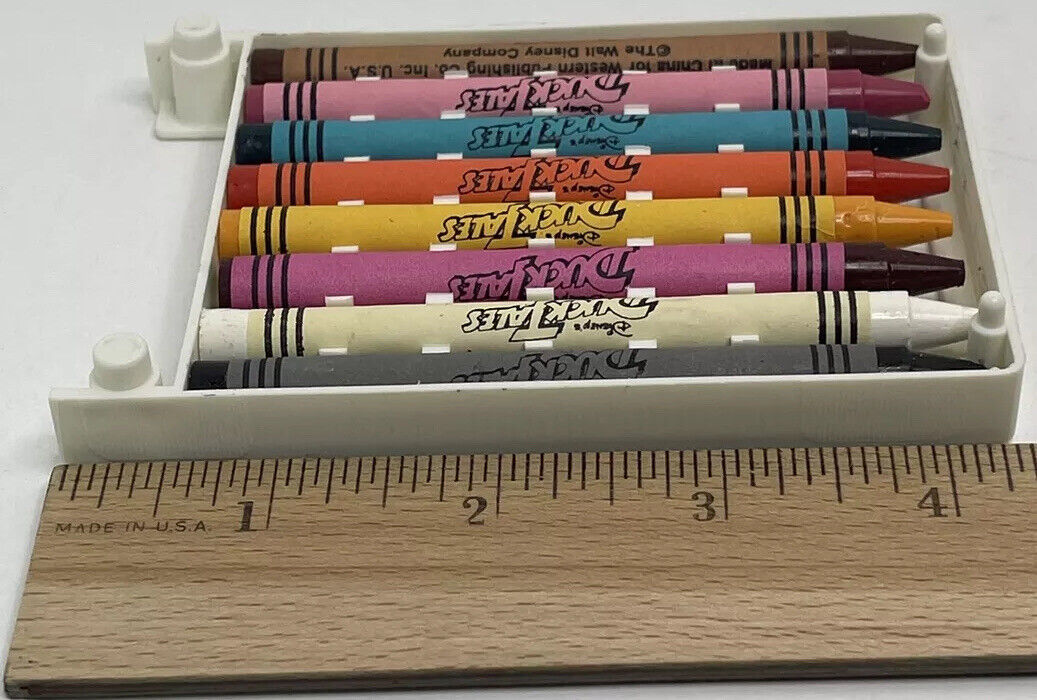 Made in China for Western Publishing Co. Inc. U.S.A.
©The Walt Disney Company
Disney's
DUCKTALES
Disney's
DUCKTALES
Disney's
DUCKTALES
Disney's
DUCKTALES
DUCKTALES
Disney's
DUCKTALES
DUCKTALES
1 2 3 4
MADE IN U.S.A.